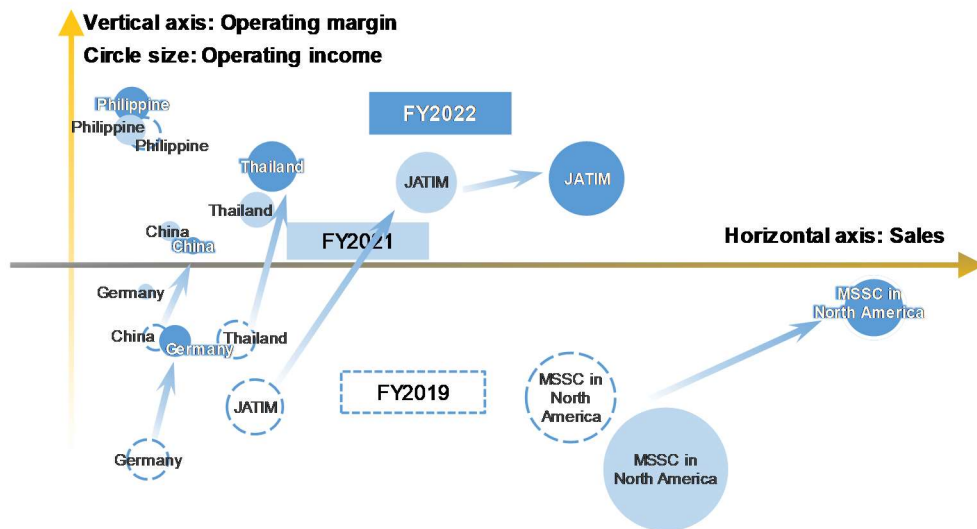 Vertical axis: Operating margin
Circle size: Operating income
Philippine
Philippine
Philippine
FY2022
Thailand
JATIM
JATIM
Thailand
China
China
FY2021
Horizontal axis: Sales
Germany
MSSC in
North America
China
Germany
Thailand
JATIM
FY2019
MSSC in
North
America
Germany
MSSC in
North America